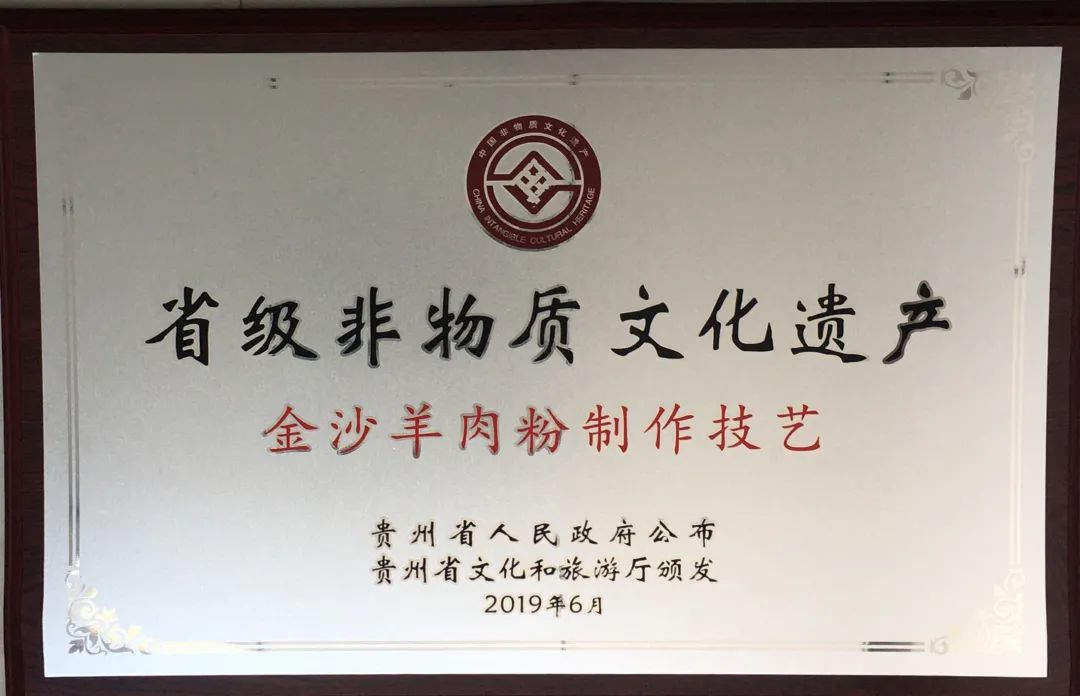 中国非物质文化遗产
CHINA INTANGIBLE CULTURAL HERITAGE
省级非物质文化遗产
金沙羊肉粉制作技艺
贵州省人民政府公布
贵州省文化和旅游厅颁发
2019年6月